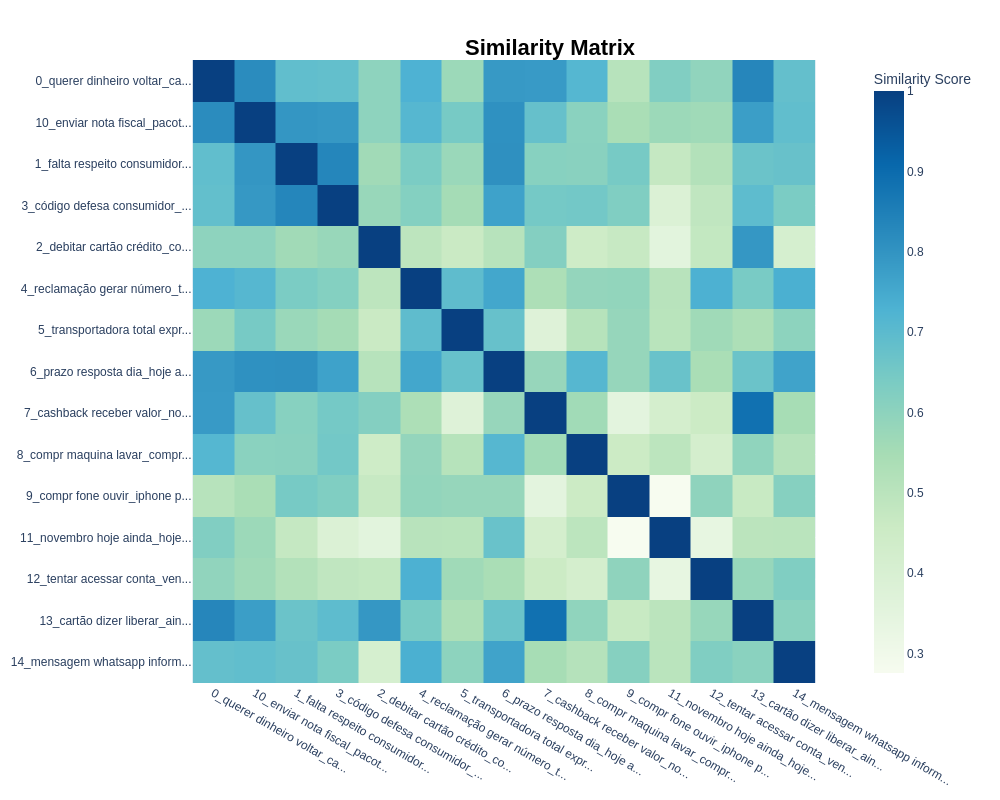 Similarity Matrix
Similarity Score
0_querer dinheiro voltar_ca...
10_enviar nota fiscal_pacot...
1_falta respeito consumidor...
3_código defesa consumidor_...
2_debitar cartão crédito_co...
4_reclamação gerar número_t...
5_transportadora total expr...
6_prazo resposta dia_hoje a...
7_cashback receber valor_no...
8_compr maquina lavar_compr...
9_compr fone ouvir_iphone p...
11_novembro hoje ainda_hoje...
12_tentar acessar conta_ven...
13_cartão dizer liberar_ain...
14_mensagem whatsapp inform...
1
0.9
0.8
0.7
0.6
0.5
0.4
0.3
0_querer dinheiro voltar_ca...
10_enviar nota fiscal_pacot...
1_falta respeito consumidor...
3_código defesa consumidor_...
2_debitar cartão crédito_co...
4_reclamação gerar número_t...
5_transportadora total expr...
6_prazo resposta dia_hoje a...
7_cashback receber valor_no...
8_compr maquina lavar_compr...
9_compr fone ouvir_iphone p...
11_novembro hoje ainda_hoje...
12_tentar acessar conta_ven...
13_cartão dizer liberar_ain...
14_mensagem whatsapp inform...